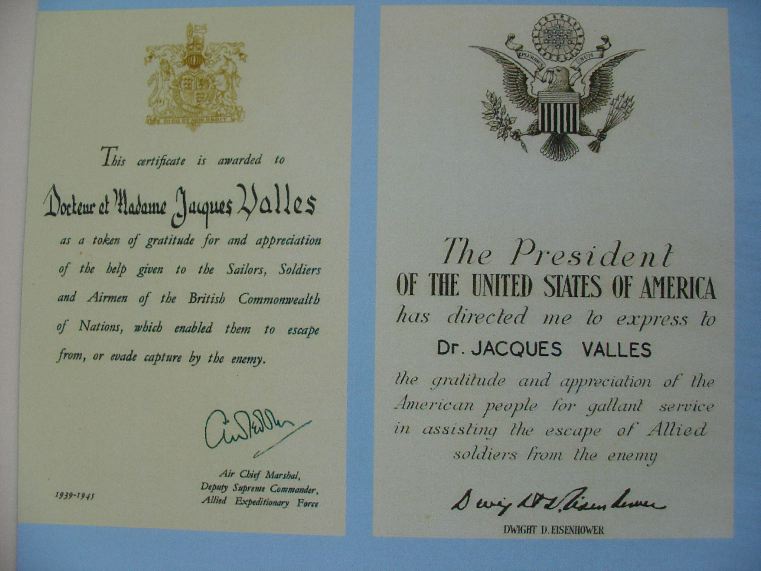 DIEU ET MON DROIT
This certificate is awarded to
Docteur et Madame Jacques Valles
as a token of gratitude for and appreciation
of the help given to the Sailors, Soldiers
and Airmen of the British Commonwealth
of Nations, which enabled them to escape
from, or evade capture by the enemy.
Air Chief Marshal,
Deputy Supreme Commander,
Allied Expeditionary Force
1939-1945
The President
OF THE UNITED STATES OF AMERICA
has directed me to express to
Dr. JACQUES VALLES
the gratitude and appreciation of the
American people for gallant service
in assisting the escape of Allied
soldiers from the enemy
Dwight D. Eisenhower
DWIGHT D. EISENHOWER